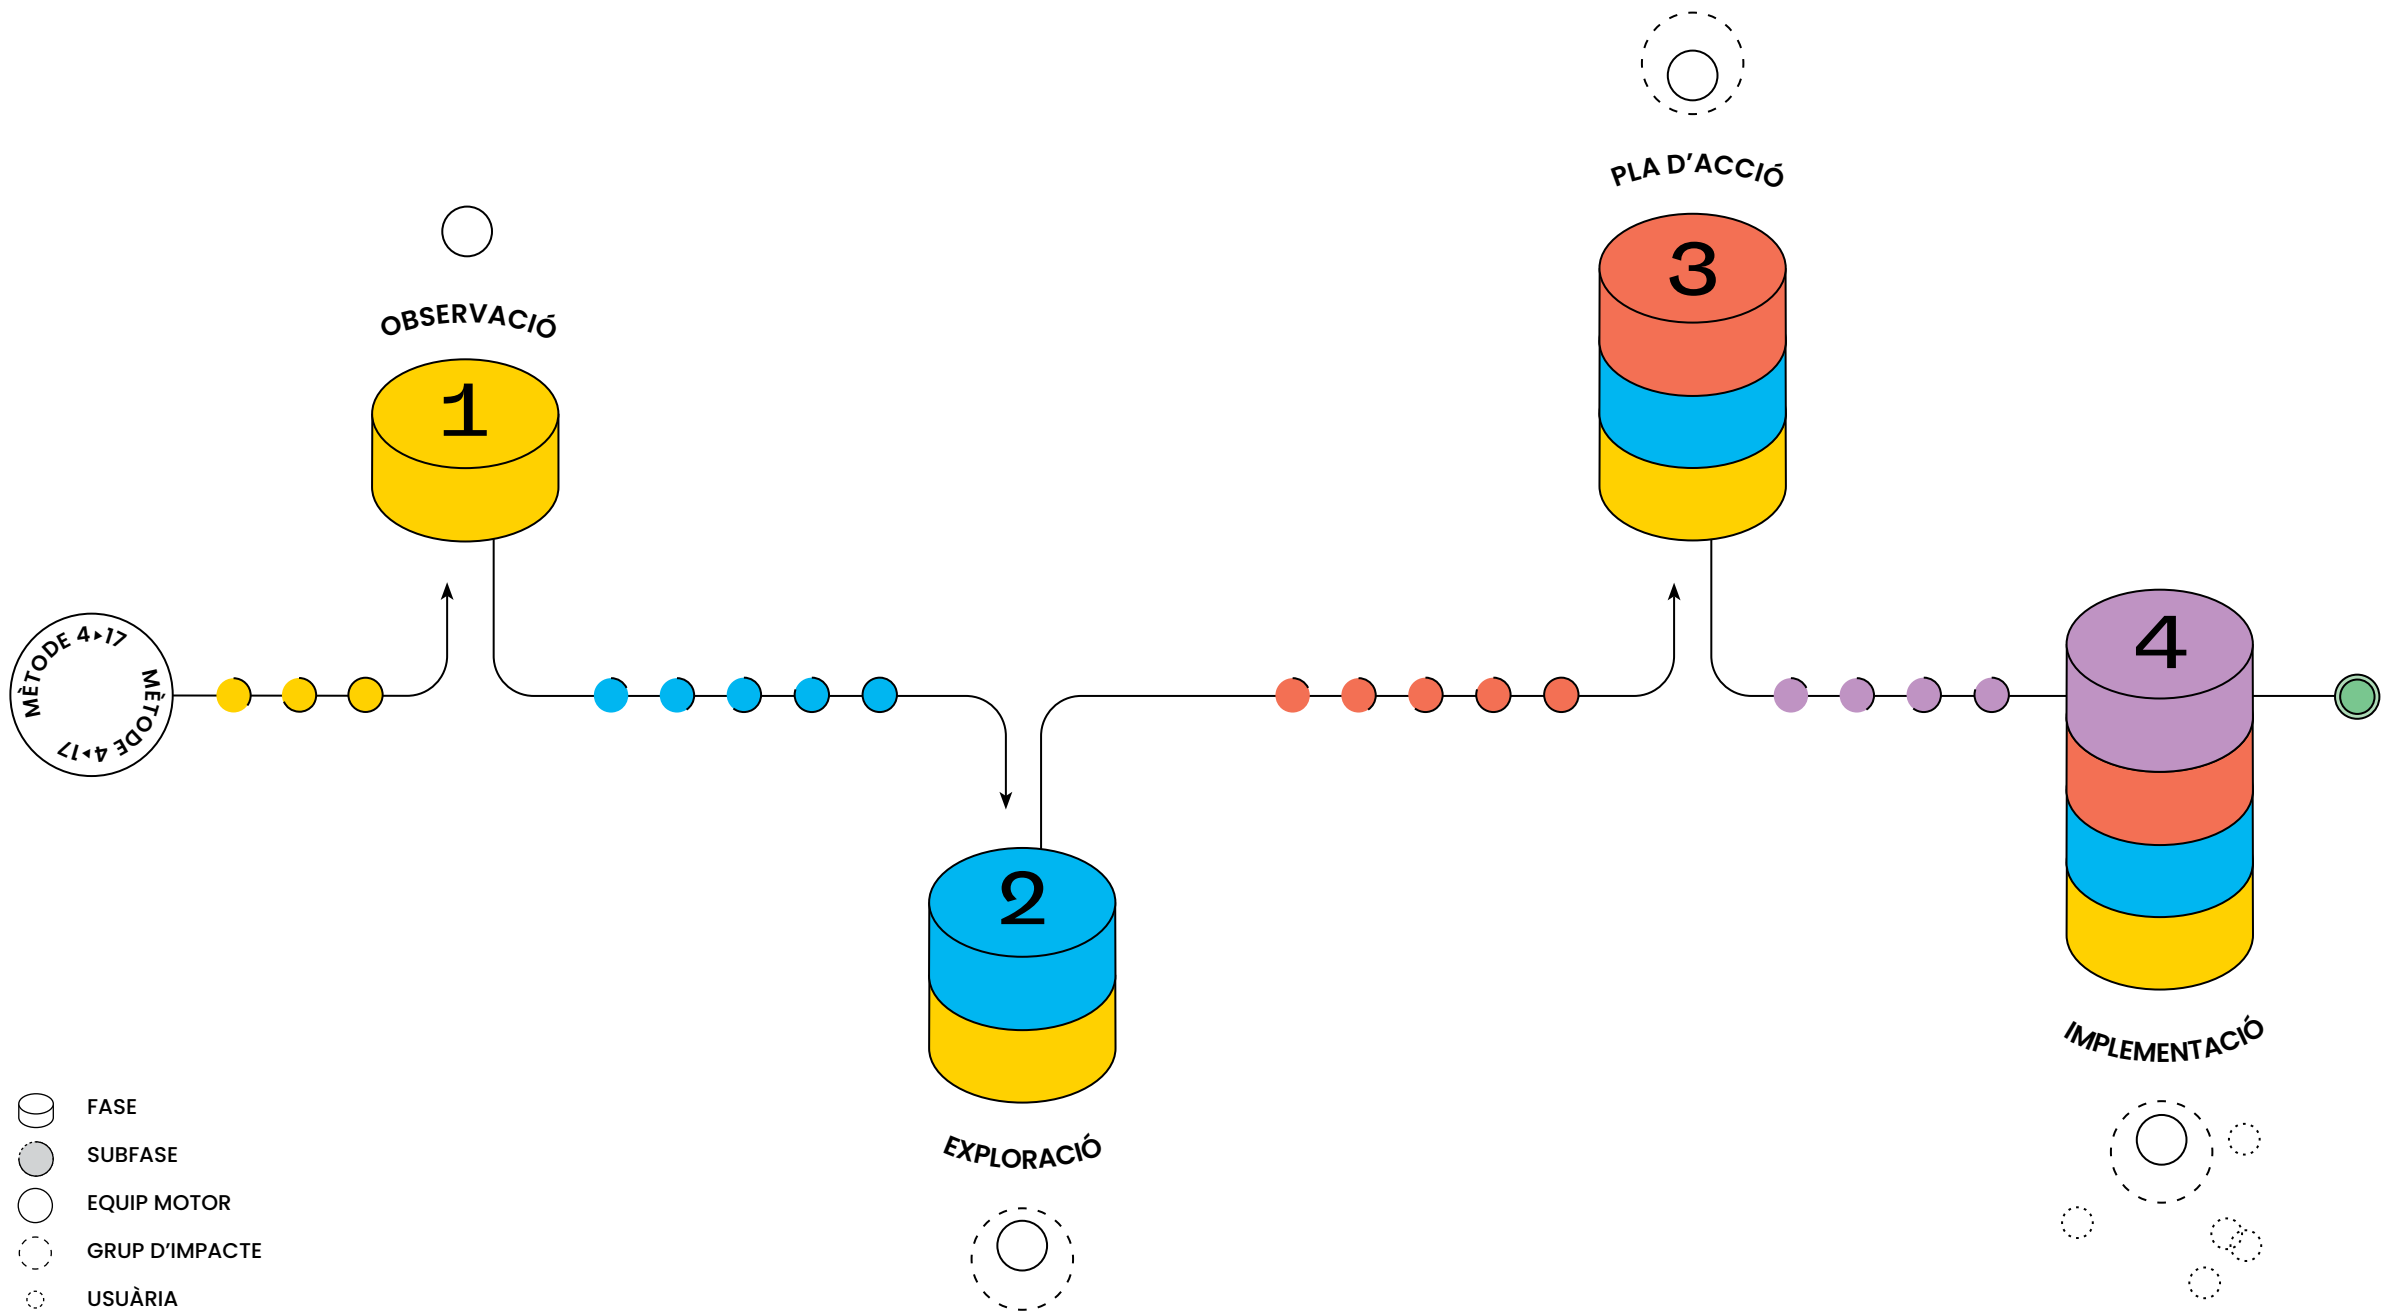 MÈTODE 4▸17
MÈTODE 4▸17
OBSERVACIÓ
1
2
EXPLORACIÓ
PLA D’ACCIÓ
3
4
IMPLEMENTACIÓ
FASE
SUBFASE
EQUIP MOTOR
GRUP D’IMPACTE
USUÀRIA